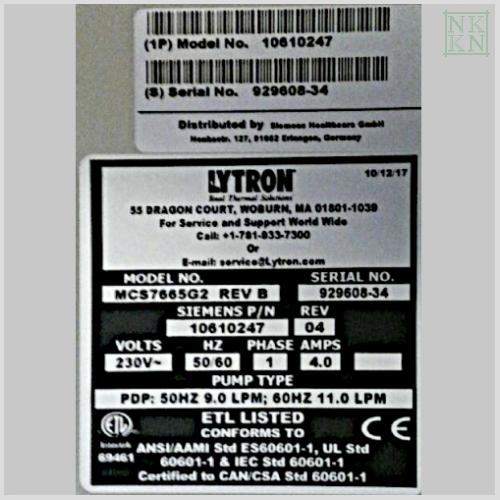 NK
KN
(1P) Model No. 10610247
(S) Serial No. 929608-34
Distributed by Siemens Healthcare GmbH
Henkestr. 127, 91052 Erlangen, Germany
LYTRON
Total Thermal Solutions
10/12/17
55 DRAGON COURT, WOBURN, MA 01801-1039
For Service and Support World Wide
Call: +1-781-933-7300
Or
E-mail: service@Lytron.com
MODEL NO. SERIAL NO.
MCS7665G2 REV B 929608-34
SIEMENS P/N REV
10610247 04
VOLTS HZ PHASE AMPS
230V~ 50/60 1 4.0
PUMP TYPE
PDP: 50HZ 9.0 LPM; 60HZ 11.0 LPM
ETL LISTED
CONFORMS TO
ETL
Intertek
69461
CE
ANSI/AAMI Std ES60601-1, UL Std
60601-1 & IEC Std 60601-1
Certified to CAN/CSA Std 60601-1